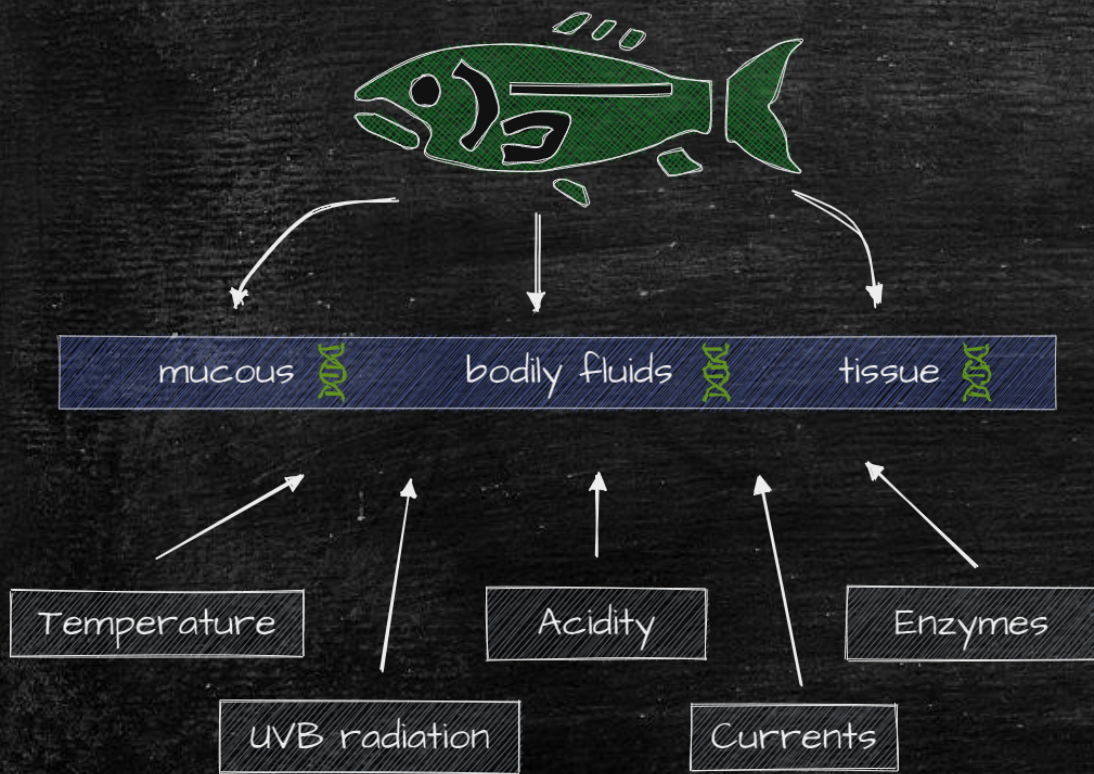 mucous
bodily fluids
tissue
Temperature
Acidity
Enzymes
UVB radiation
Currents